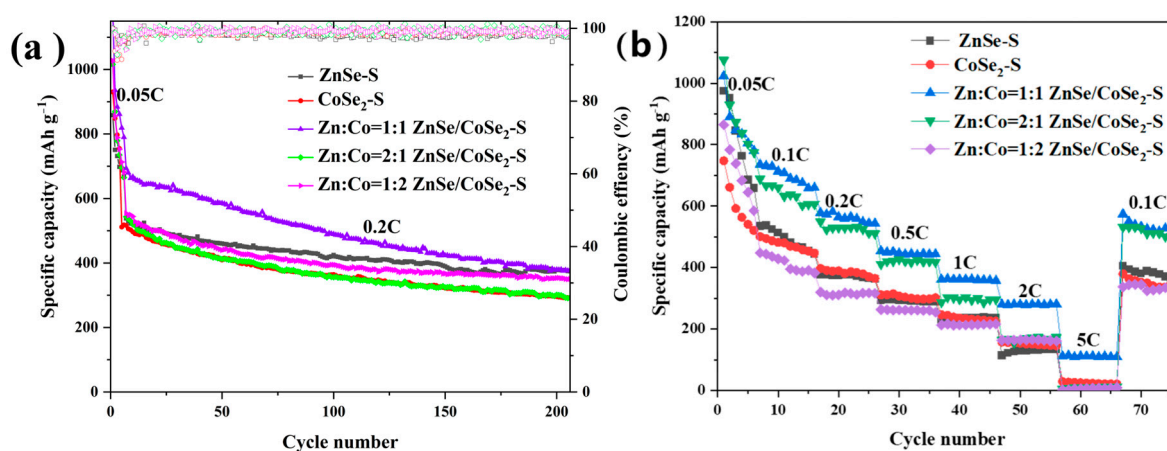 (a)
0.05C
ZnSe-S
CoSe₂-S
Zn:Co=1:1 ZnSe/CoSe₂-S
Zn:Co=2:1 ZnSe/CoSe₂-S
Zn:Co=1:2 ZnSe/CoSe₂-S
0.2C
Specific capacity (mAh g⁻¹)
0
200
400
600
800
1000
0
50
100
150
200
Cycle number
Coulombic effiency (%)
0
20
40
60
80
100
(b)
0.05C
0.1C
0.2C
0.5C
1C
2C
5C
0.1C
ZnSe-S
CoSe₂-S
Zn:Co=1:1 ZnSe/CoSe₂-S
Zn:Co=2:1 ZnSe/CoSe₂-S
Zn:Co=1:2 ZnSe/CoSe₂-S
Specific capacity (mAh g⁻¹)
0
200
400
600
800
1000
1200
0
10
20
30
40
50
60
70
Cycle number